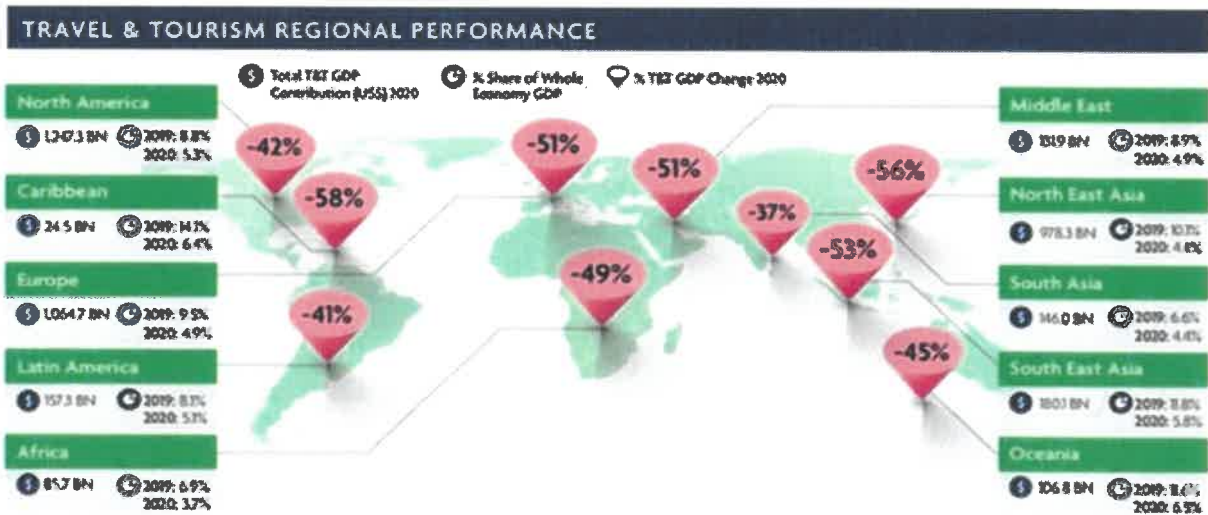 TRAVEL & TOURISM REGIONAL PERFORMANCE
Total T&T GDP
Contribution (US$) 2020
% Share of Whole
Economy GDP
% T&T GDP Change 2020
North America
1,247.3 BN
2019: 8.8%
2020: 5.3%
Caribbean
24.5 BN
2019: 14.1%
2020: 6.4%
Europe
1,064.7 BN
2019: 9.5%
2020: 4.9%
Latin America
157.3 BN
2019: 8.1%
2020: 5.1%
Africa
85.7 BN
2019: 6.9%
2020: 3.7%
-42%
-58%
-41%
-51%
-49%
-51%
-37%
-53%
-56%
-45%
Middle East
2019: 8.9%
2020: 4.9%
North East Asia
978.3 BN
2019: 10.1%
2020: 4.8%
South Asia
146.0 BN
2019: 6.6%
2020: 4.4%
South East Asia
180.1 BN
2019: 11.8%
2020: 5.8%
Oceania
106.8 BN
2019: 11.6%
2020: